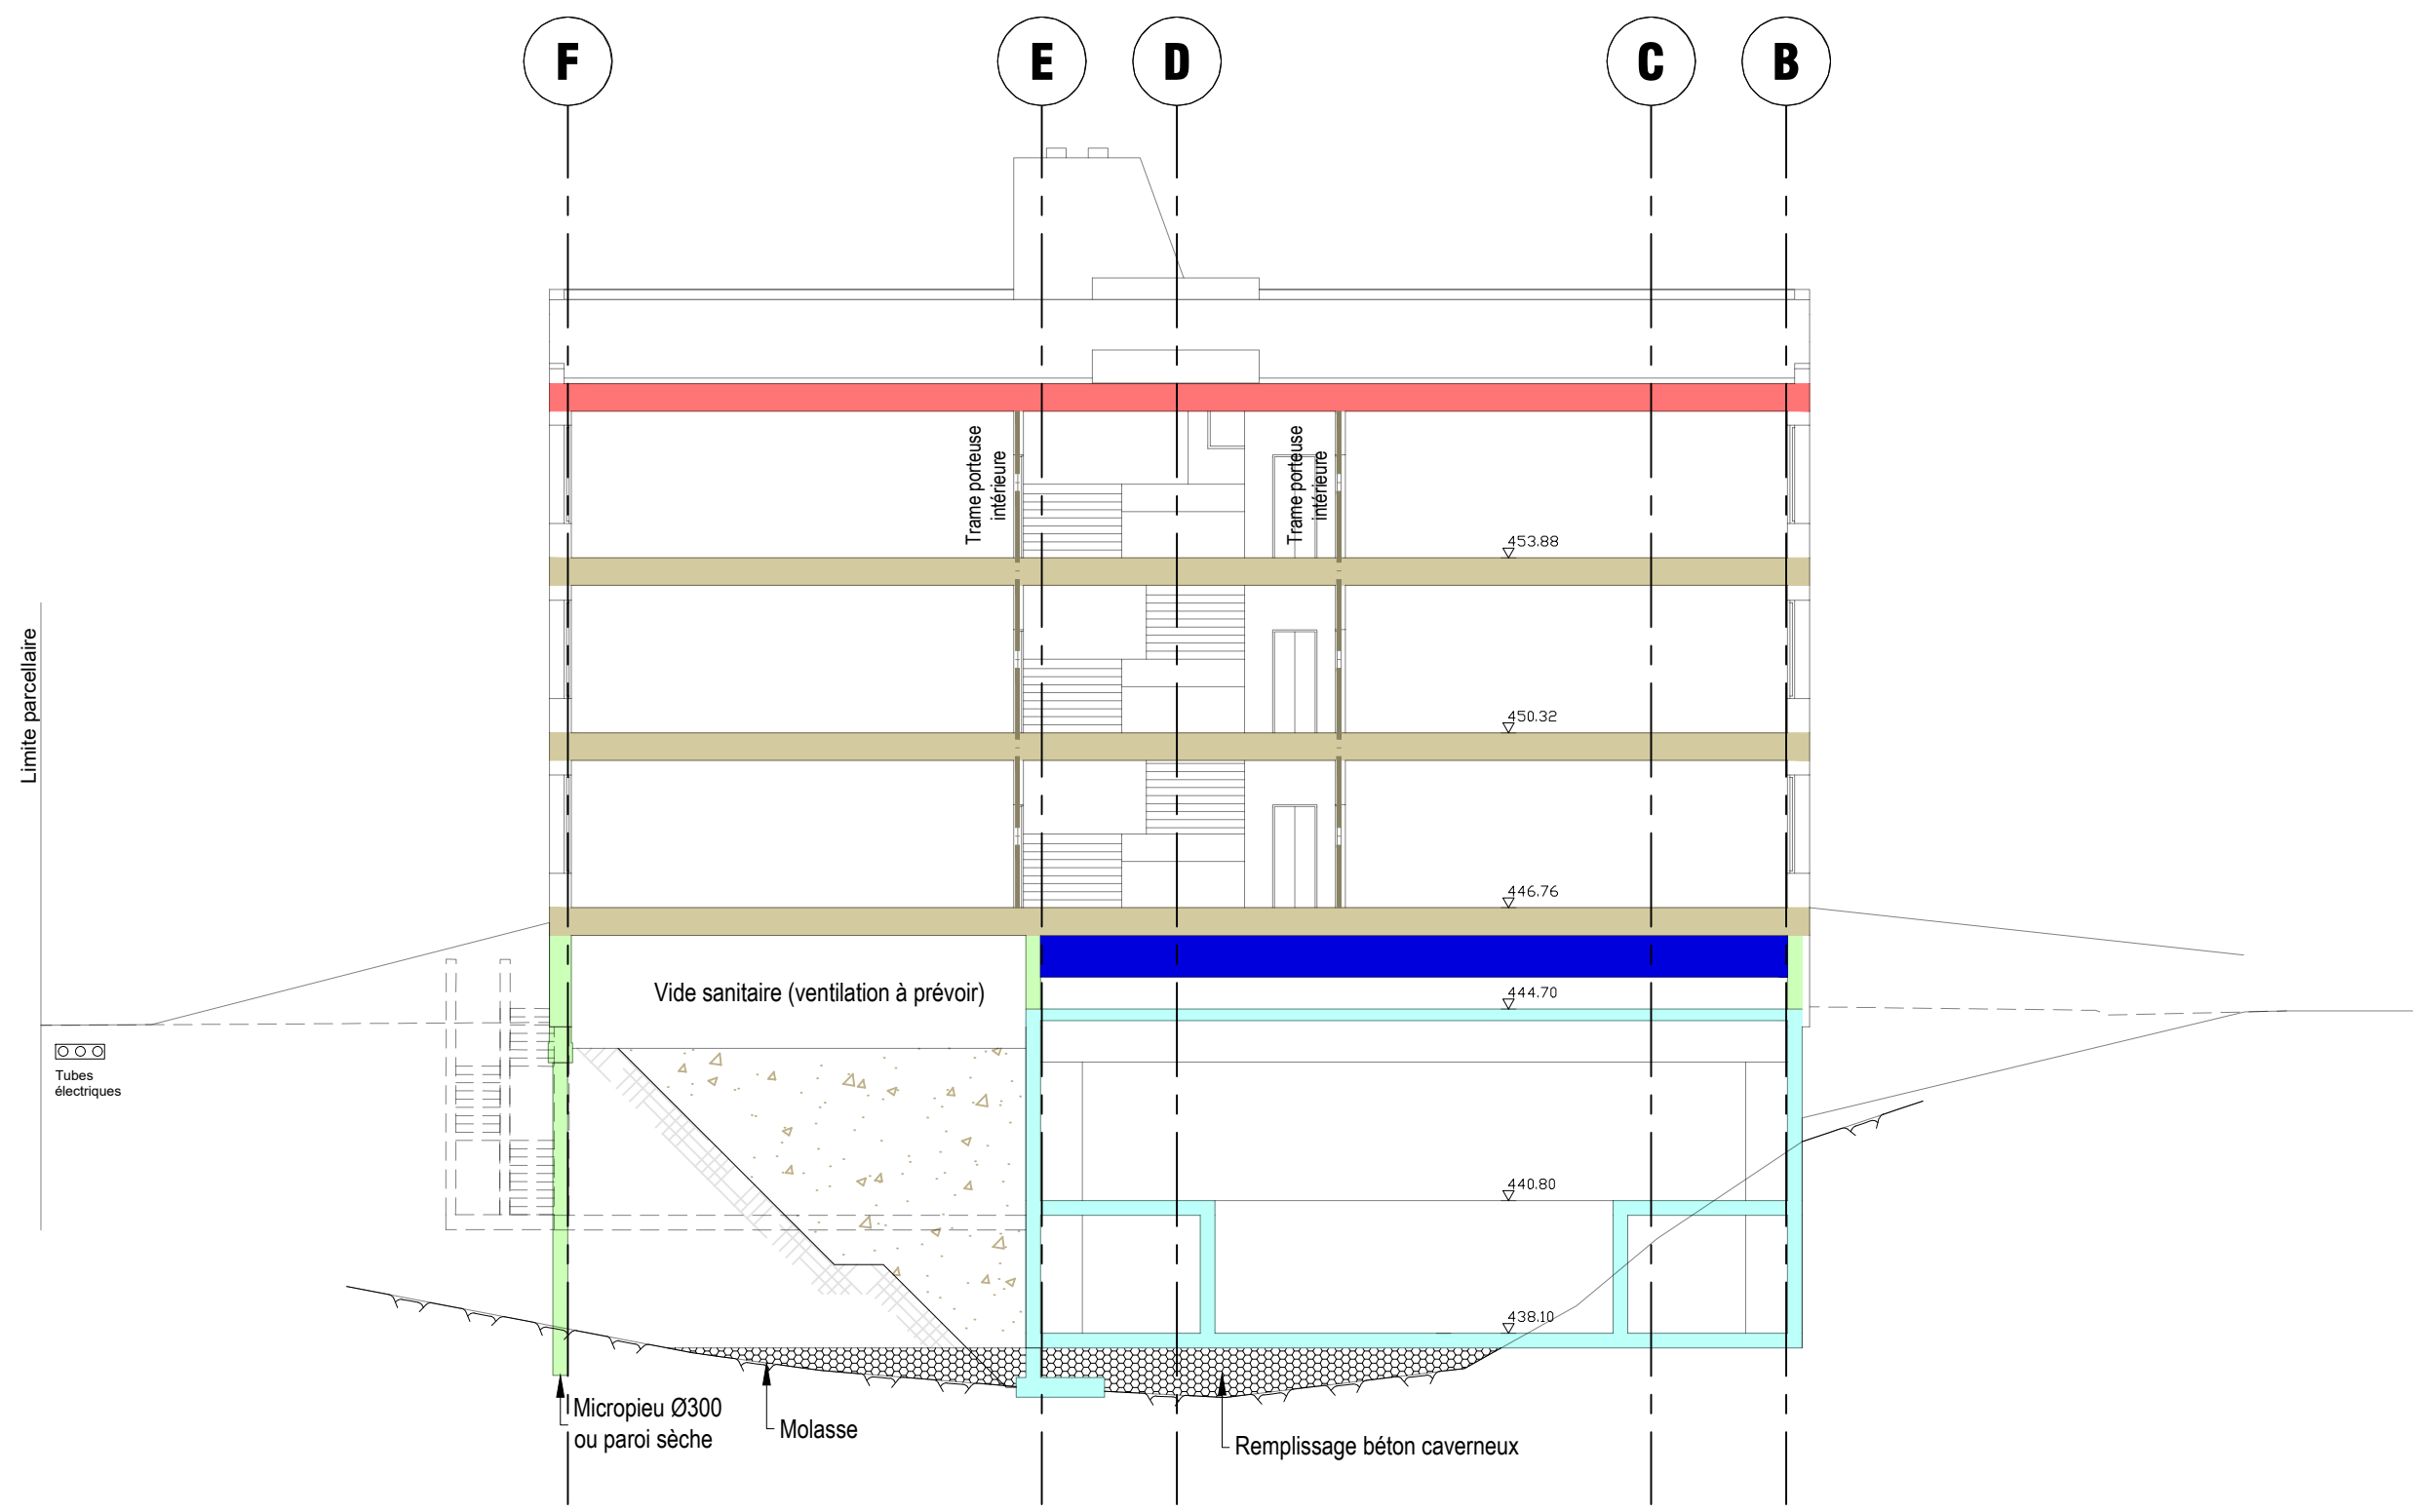 F
E
D
C
B
Trame porteuse
intérieure
Trame porteuse
intérieure
453.88
Limite parcellaire
450.32
446.76
Vide sanitaire (ventilation à prévoir)
444.70
Tubes
électriques
440.80
438.10
Micropieu Ø300
ou paroi sèche
Molasse
Remplissage béton caverneux